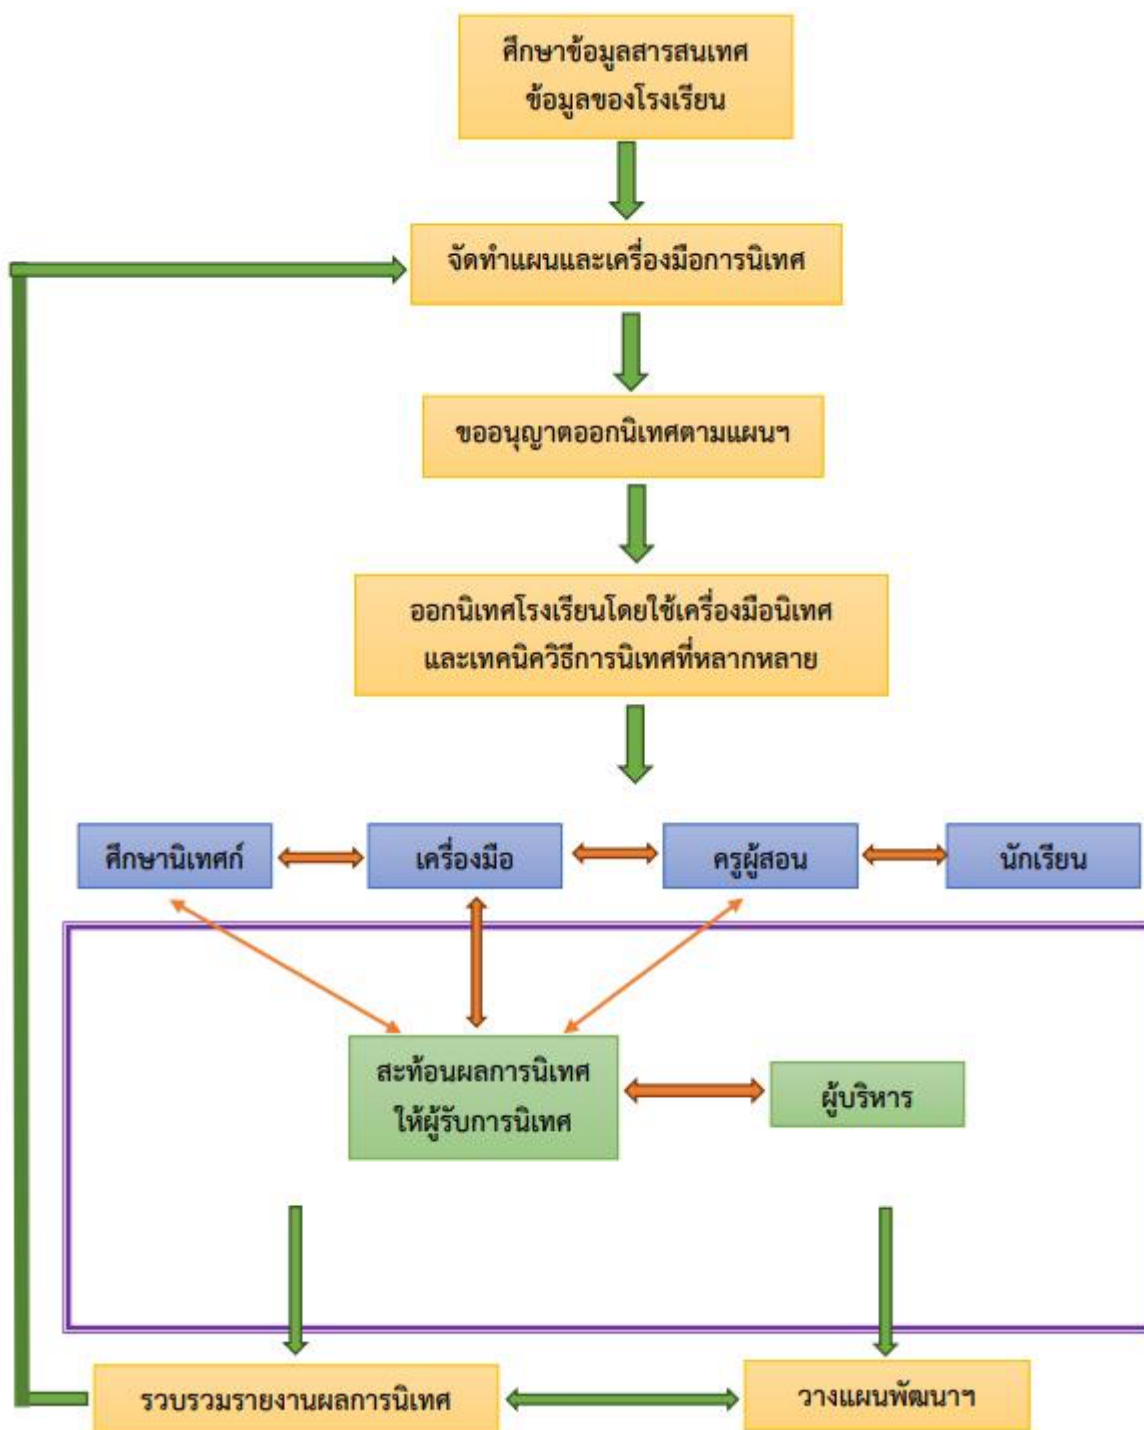 ศึกษาข้อมูลสารสนเทศ
ข้อมูลของโรงเรียน
จัดทำแผนและเครื่องมือการนิเทศ
ขออนุญาตออกนิเทศตามแผนฯ
ออกนิเทศโรงเรียนโดยใช้เครื่องมือนิเทศ
และเทคนิควิธีการนิเทศที่หลากหลาย
ศึกษานิเทศก์
เครื่องมือ
ครูผู้สอน
นักเรียน
สะท้อนผลการนิเทศ
ให้ผู้รับการนิเทศ
ผู้บริหาร
รวบรวมรายงานผลการนิเทศ
วางแผนพัฒนาฯ